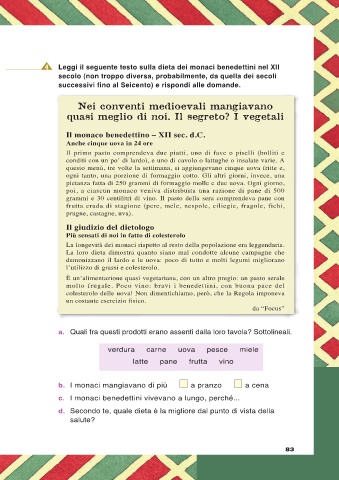 4 Leggi il seguente testo sulla dieta dei monaci benedettini nel XII
secolo (non troppo diversa, probabilmente, da quella dei secoli
successivi fino al Seicento) e rispondi alle domande.
Nei conventi medioevali mangiavano
quasi meglio di noi. Il segreto? I vegetali
Il monaco benedettino – XII sec. d.C.
Anche cinque uova in 24 ore
Il primo pasto comprendeva due piatti, uno di fave o piselli (bolliti e
conditi con un po' di lardo), e uno di cavolo o lattughe o insalate varie. A
questo menù, tre volte la settimana, si aggiungevano cinque uova fritte e,
ogni tanto, una porzione di formaggio cotto. Gli altri giorni, invece, una
pietanza fatta di 250 grammi di formaggio molle e due uova. Ogni giorno,
poi, a ciascun monaco veniva distribuita una razione di pane di 500
grammi e 30 centilitri di vino. Il pasto della sera comprendeva pane con
frutta cruda di stagione (pere, mele, nespole, ciliegie, fragole, fichi,
prugne, castagne, uva).
Il giudizio del dietologo
Più sensati di noi in fatto di colesterolo
La longevità dei monaci rispetto al resto della popolazione era leggendaria.
La loro dieta dimostra quanto siano mal condotte alcune campagne che
demonizzano il lardo e le uova: poco di tutto e molti legumi migliorano
l'utilizzo di grassi e colesterolo.
È un'alimentazione quasi vegetariana, con un altro pregio: un pasto serale
molto frugale. Poco vino: bravi i benedettini, con buona pace del
colesterolo delle uova! Non dimentichiamo, però, che la Regola imponeva
un costante esercizio fisico.
da "Focus"
a. Quali fra questi prodotti erano assenti dalla loro tavola? Sottolineali.
verdura carne uova pesce miele
latte pane frutta vino
b. I monaci mangiavano di più a pranzo a cena
c. I monaci benedettini vivevano a lungo, perché...
d. Secondo te, quale dieta è la migliore dal punto di vista della
salute?
83